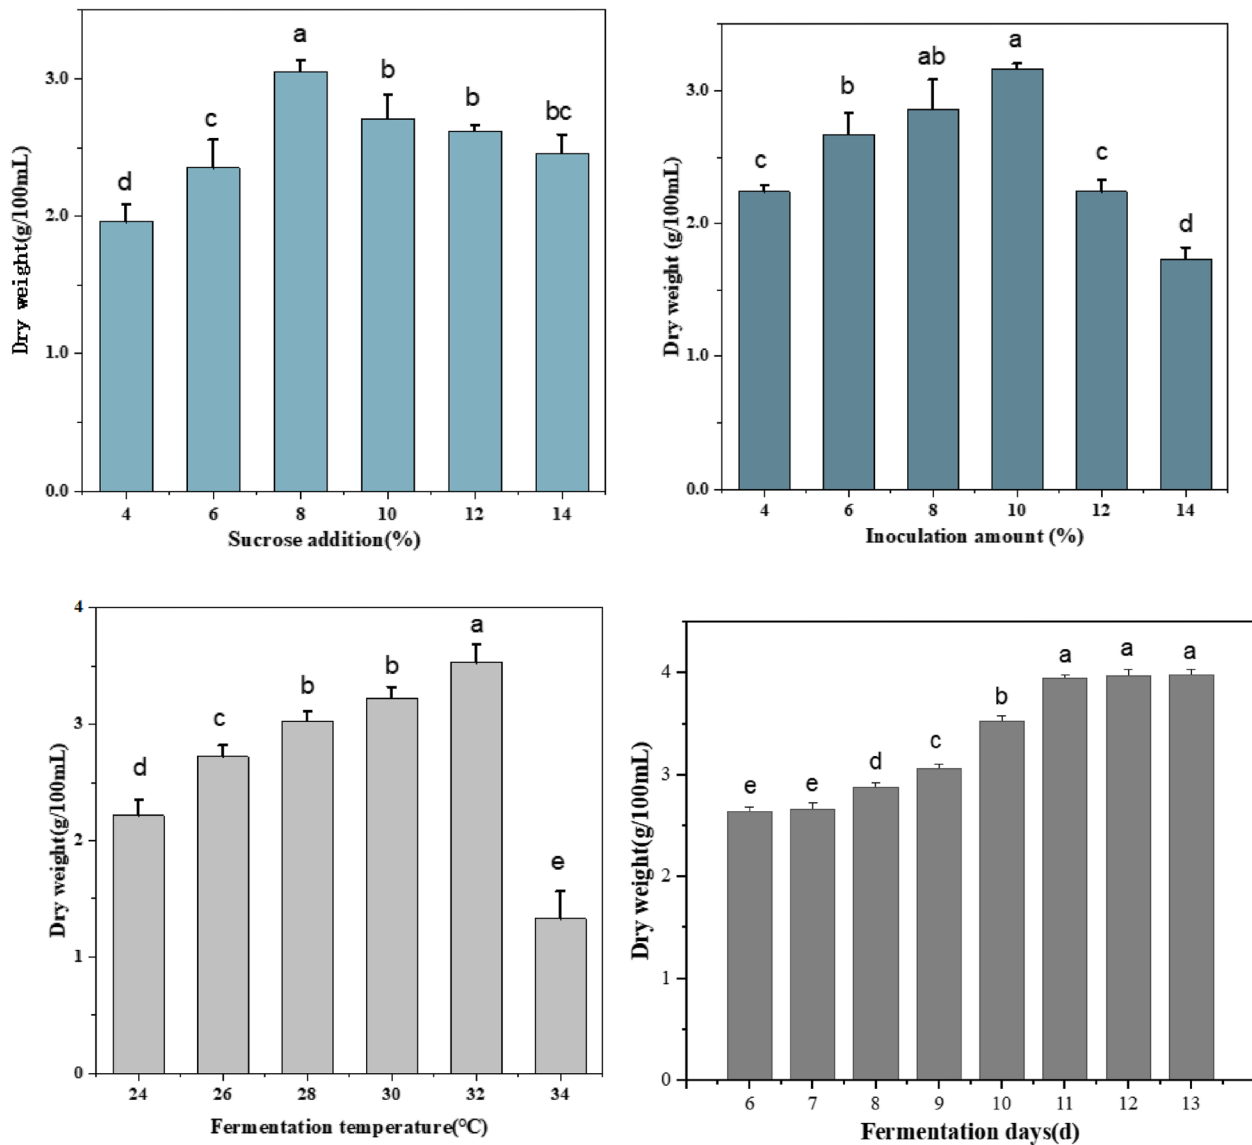 a
b
b
bc
c
d
3.0
2.0
1.0
0.0
Dry weight(g/100mL)
4 6 8 10 12 14
Sucrose addition(%)
a
ab
b
c
c
d
3.0
2.0
1.0
0.0
Dry weight (g/100mL)
4 6 8 10 12 14
Inoculation amount (%)
a
b
b
c
d
e
4
3
2
1
0
Dry weight(g/100mL)
24 26 28 30 32 34
Fermentation temperature(°C)
a a a
b
c
d
e e
4
3
2
1
0
Dry weight(g/100mL)
6 7 8 9 10 11 12 13
Fermentation days(d)